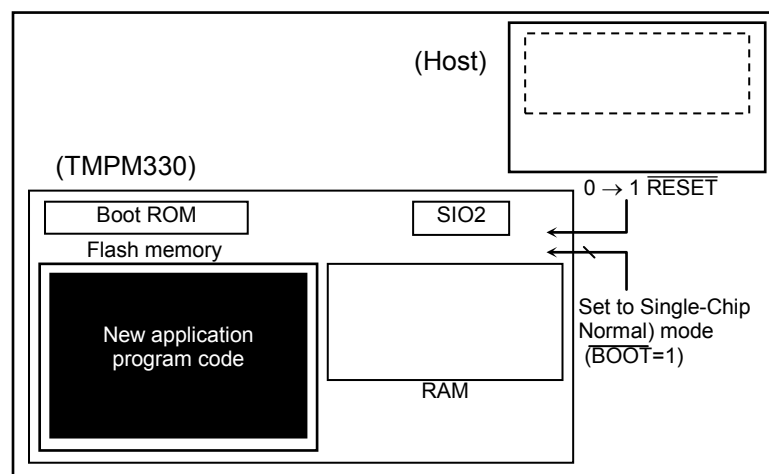 (Host)
(TMPM330)
0 → 1 RESET
Boot ROM
SIO2
Flash memory
New application
program code
RAM
Set to Single-Chip
Normal) mode
(BOOT=1)